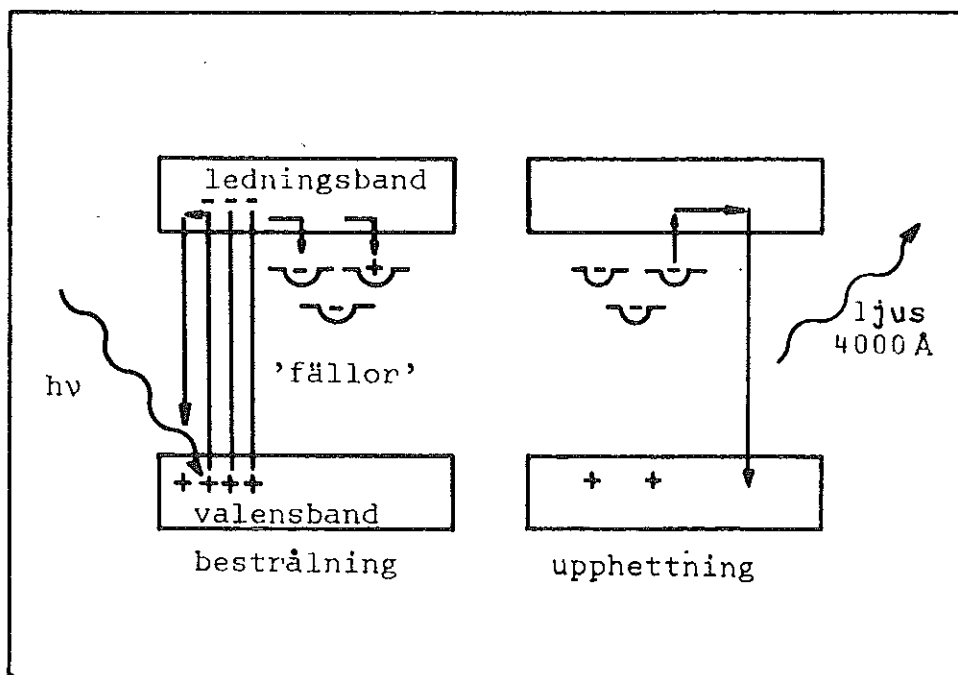 ledningsband
- - -
- +
-
'fällor'
hν
+ + + +
valensband
bestrålning
- -
-
ljus
4000 Å
+ +
upphettning